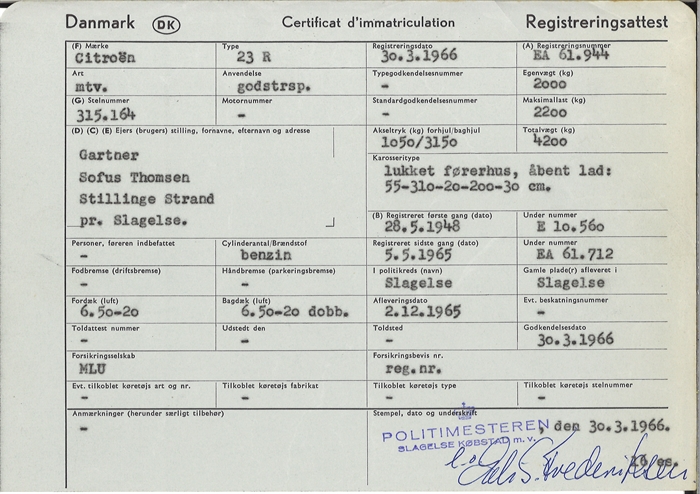 Danmark DK Certificat d'immatriculation Registreringsattest
(F) Mærke Type Registreringsdato (A) Registreringsnummer
Citroën 23 R 30.3.1966 EA 61.944
Art Anvendelse Typegodkendelsesnummer Egenvægt (kg)
mtv. godstrsp. - 2000
(G) Stelnummer Motornummer Standardgodkendelsesnummer Maksimallast (kg)
315.164 - - 2200
(D) (C) (E) Ejers (brugers) stilling, fornavne, efternavn og adresse Akseltryk (kg) forhjul/baghjul Totalvægt (kg)
1050/3150 4200
Gartner Karosseritype
Sofus Thomsen lukket førerhus, åbent lad:
Stillinge Strand 55-310-20-200-30 cm.
pr. Slagelse. (B) Registreret første gang (dato) Under nummer
28.5.1948 E 10.560
Personer, føreren indbefattet Cylinderantal/Brændstof Registreret sidste gang (dato) Under nummer
- benzin 5.5.1965 EA 61.712
Fodbremse (driftsbremse) Håndbremse (parkeringsbremse) I politikreds (navn) Gamle plade(r) afleveret i
- - Slagelse Slagelse
Fordæk (luft) Bagdæk (luft) Afleveringsdato Evt. beskatningsnummer
6.50-20 6.50-20 dobb. 2.12.1965 -
Toldattest nummer Udstedt den Toldsted Godkendelsesdato
- - - 30.3.1966
Forsikringsselskab Forsikringsbevis nr.
MLU reg.nr.
Evt. tilkoblet køretøjs art og nr. Tilkoblet køretøjs fabrikat Tilkoblet køretøjs type Tilkoblet køretøjs stelnummer
- - - -
Anmærkninger (herunder særligt tilbehør) Stempel, dato og underskrift
- , den 30.3.1966.
POLITIMESTEREN
SLAGELSE KØBSTAD m. v.